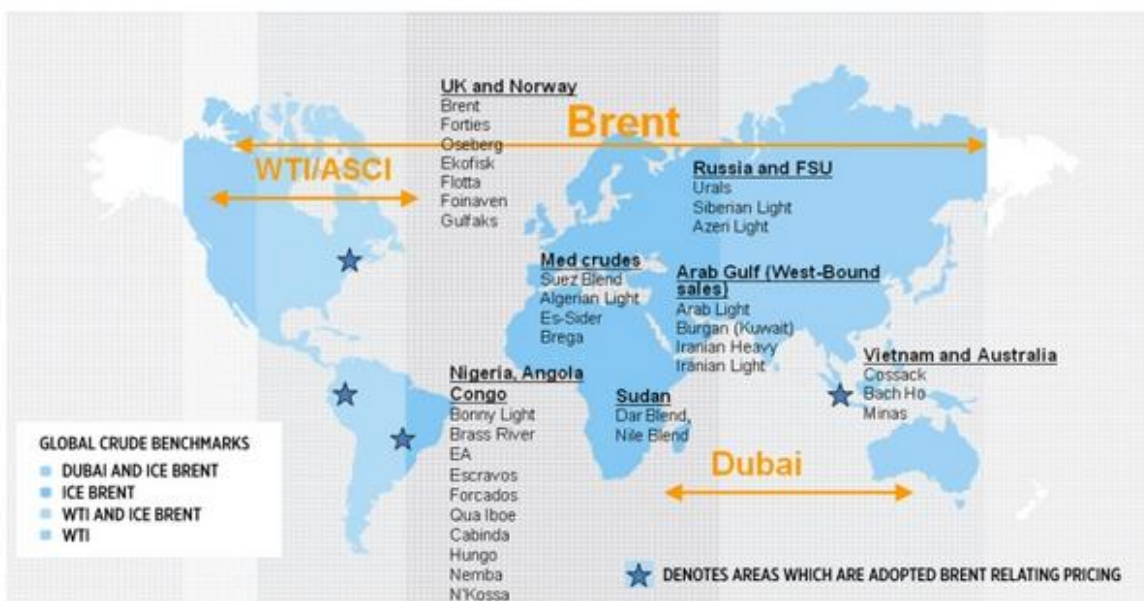 UK and Norway
Brent
Forties
Oseberg
Ekofisk
Flotta
Foinaven
Gulfaks
Brent
WTI/ASCI
Russia and FSU
Urals
Siberian Light
Azeri Light
Med crudes
Suez Blend
Algerian Light
Es-Sider
Brega
Arab Gulf (West-Bound
sales)
Arab Light
Burgan (Kuwait)
Iranian Heavy
Iranian Light
Vietnam and Australia
Cossack
Bach Ho
Minas
Nigeria, Angola
Congo
Bonny Light
Brass River
EA
Escravos
Forcados
Qua Iboe
Cabinda
Hungo
Nemba
N'Kossa
Sudan
Dar Blend,
Nile Blend
Dubai
GLOBAL CRUDE BENCHMARKS
DUBAI AND ICE BRENT
ICE BRENT
WTI AND ICE BRENT
WTI
DENOTES AREAS WHICH ARE ADOPTED BRENT RELATING PRICING